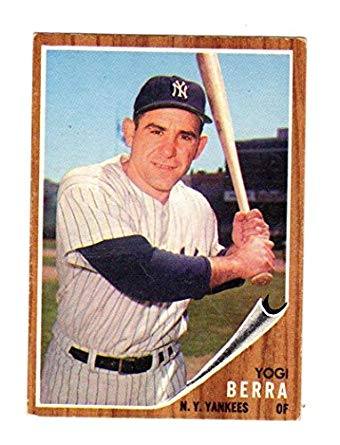 NY
YOGI
BERRA
N. Y. YANKEES OF